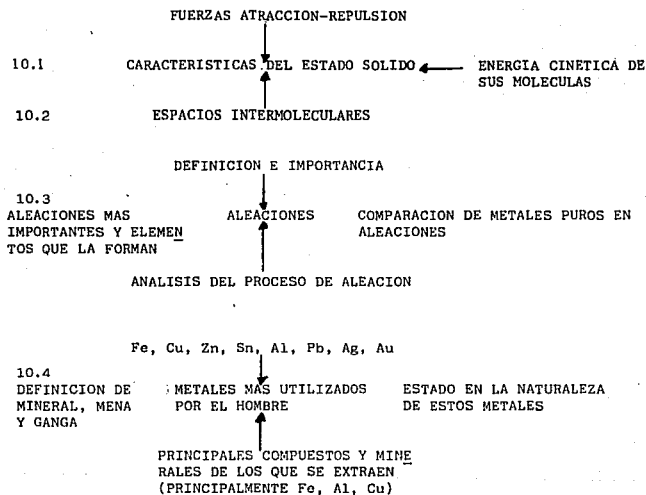 FUERZAS ATRACCION-REPULSION
10.1 CARACTERISTICAS DEL ESTADO SOLIDO ENERGIA CINETICA DE
SUS MOLECULAS
10.2 ESPACIOS INTERMOLECULARES
DEFINICION E IMPORTANCIA
10.3
ALEACIONES MAS ALEACIONES COMPARACION DE METALES PUROS EN
IMPORTANTES Y ELEMEN ALEACIONES
TOS QUE LA FORMAN
ANALISIS DEL PROCESO DE ALEACION
Fe, Cu, Zn, Sn, Al, Pb, Ag, Au
10.4
DEFINICION DE METALES MAS UTILIZADOS ESTADO EN LA NATURALEZA
MINERAL, MENA POR EL HOMBRE DE ESTOS METALES
Y GANGA
PRINCIPALES COMPUESTOS Y MINE
RALES DE LOS QUE SE EXTRAEN
(PRINCIPALMENTE Fe, Al, Cu)